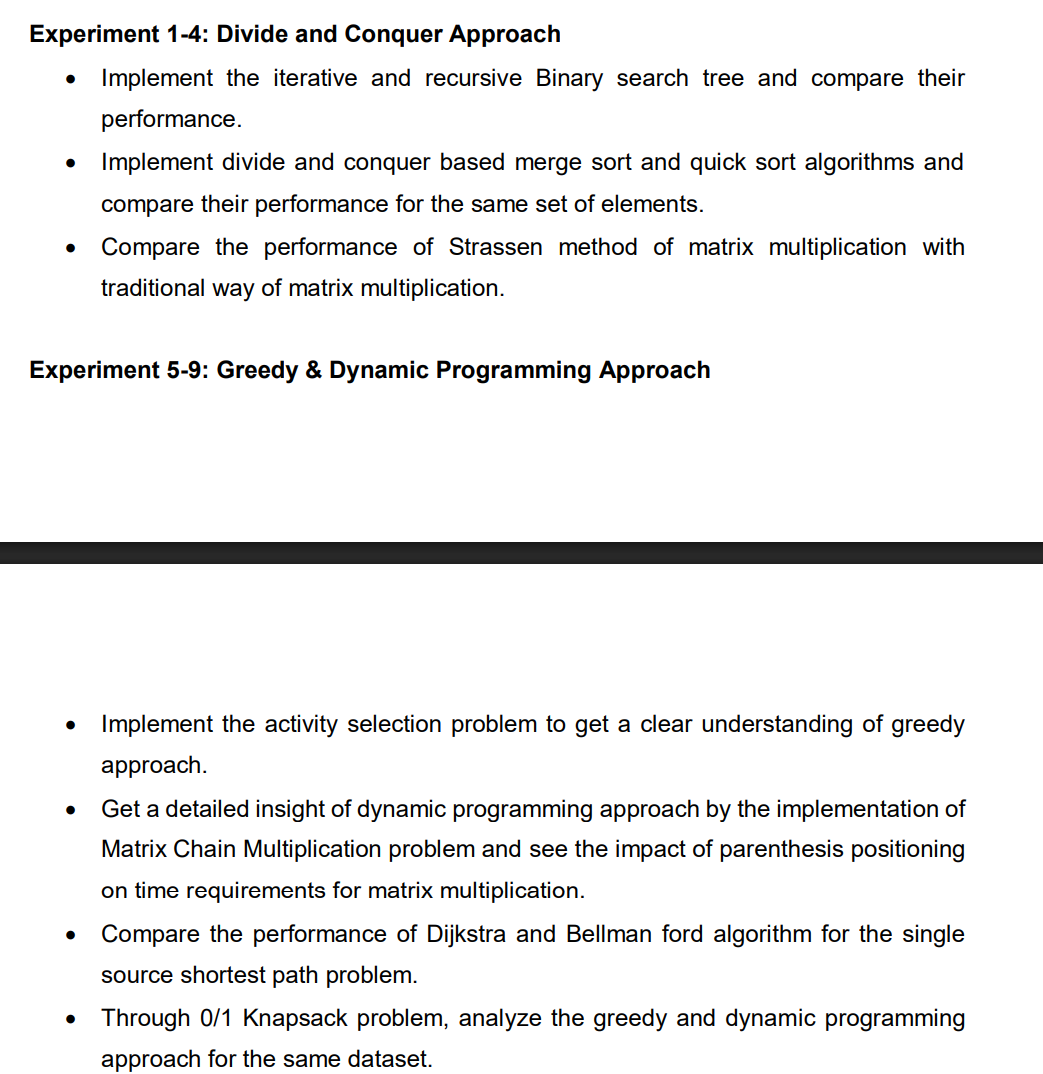 Experiment 1-4: Divide and Conquer Approach
• Implement the iterative and recursive Binary search tree and compare their
performance.
• Implement divide and conquer based merge sort and quick sort algorithms and
compare their performance for the same set of elements.
• Compare the performance of Strassen method of matrix multiplication with
traditional way of matrix multiplication.
Experiment 5-9: Greedy & Dynamic Programming Approach
• Implement the activity selection problem to get a clear understanding of greedy
approach.
• Get a detailed insight of dynamic programming approach by the implementation of
Matrix Chain Multiplication problem and see the impact of parenthesis positioning
on time requirements for matrix multiplication.
• Compare the performance of Dijkstra and Bellman ford algorithm for the single
source shortest path problem.
• Through 0/1 Knapsack problem, analyze the greedy and dynamic programming
approach for the same dataset.